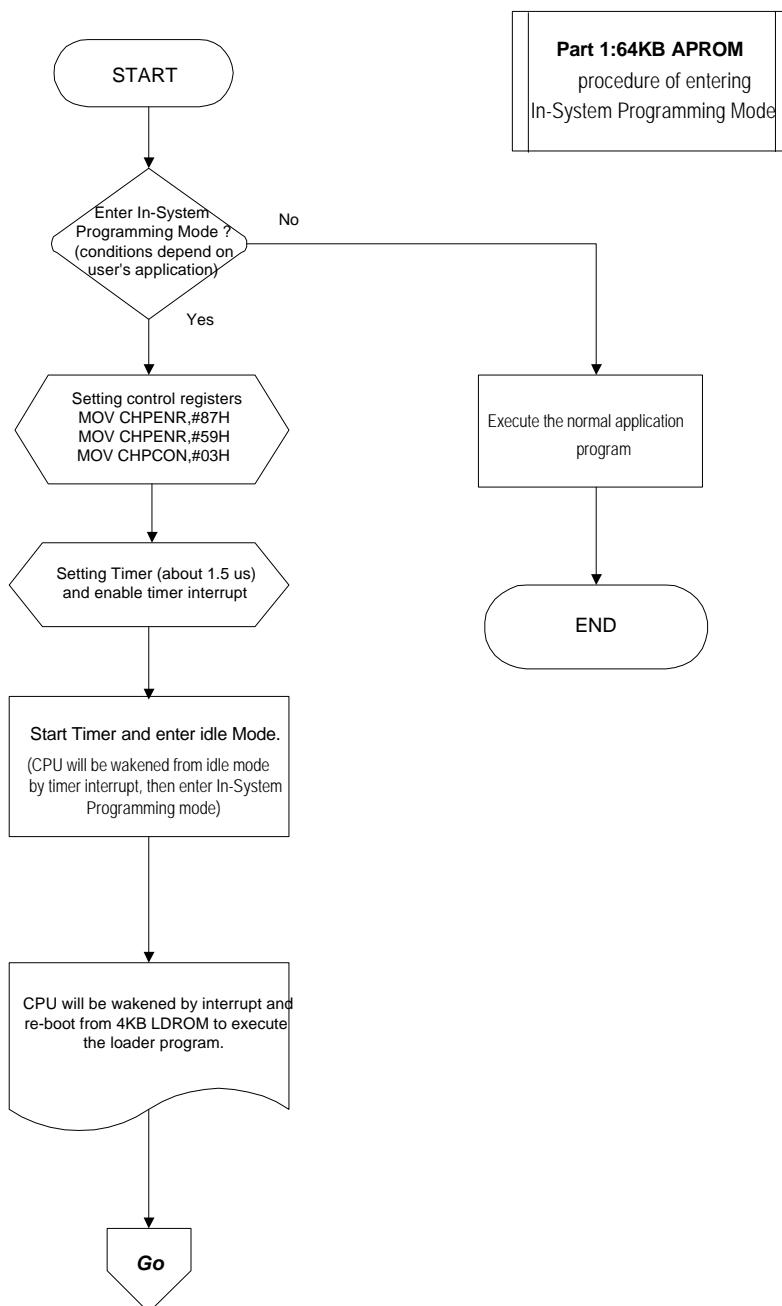 START
Part 1:64KB APROM
procedure of entering
In-System Programming Mode
Enter In-System
Programming Mode ?
(conditions depend on
user's application)
No
Yes
Setting control registers
MOV CHPENR,#87H
MOV CHPENR,#59H
MOV CHPCON,#03H
Execute the normal application
program
Setting Timer (about 1.5 us)
and enable timer interrupt
END
Start Timer and enter idle Mode.
(CPU will be wakened from idle mode
by timer interrupt, then enter In-System
Programming mode)
CPU will be wakened by interrupt and
re-boot from 4KB LDROM to execute
the loader program.
Go